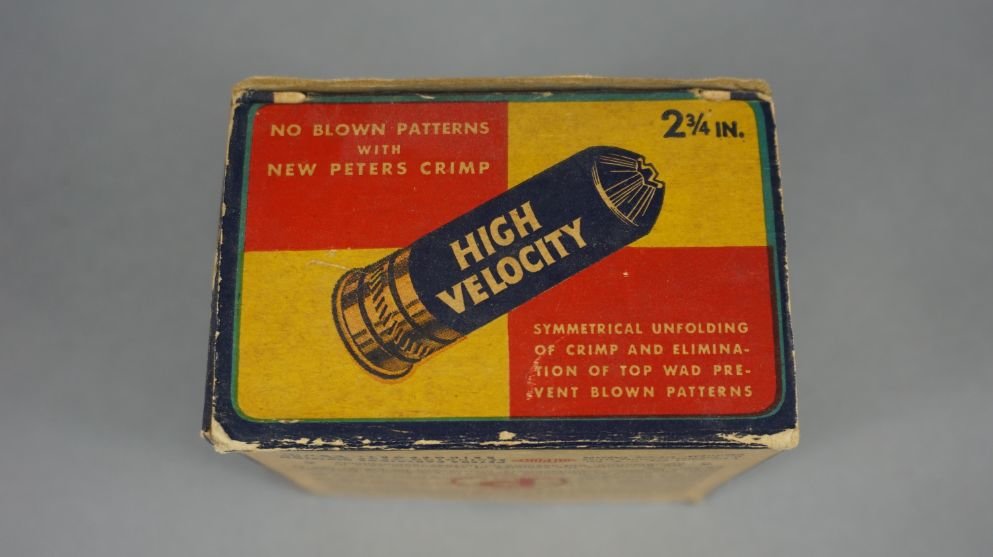 NO BLOWN PATTERNS
WITH
NEW PETERS CRIMP
2¾ IN.
HIGH
VELOCITY
SYMMETRICAL UNFOLDING
OF CRIMP AND ELIMINA-
TION OF TOP WAD PRE-
VENT BLOWN PATTERNS